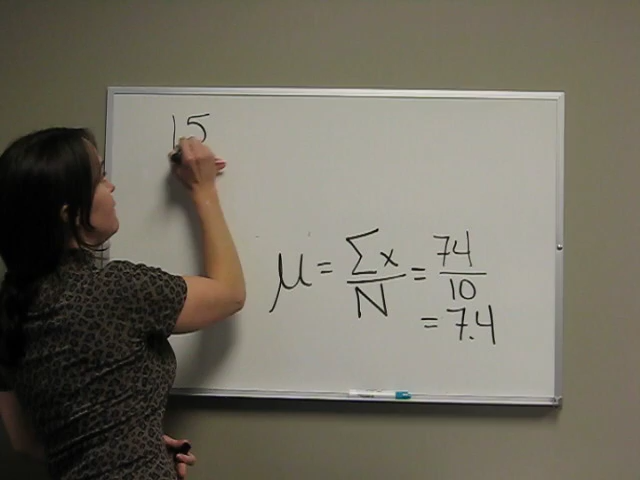 15
μ = Σx/N = 74/10
= 7.4